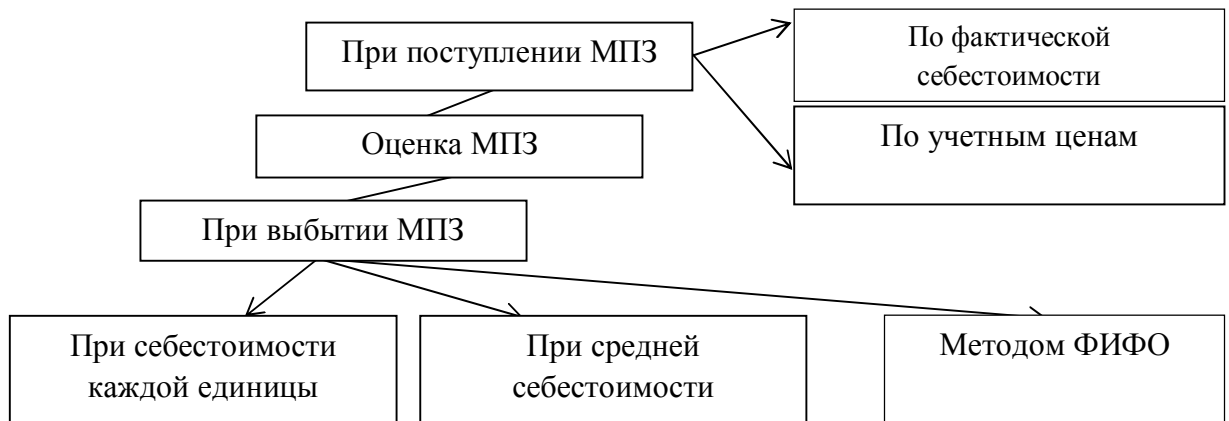 При поступлении МПЗ
По фактической
себестоимости
По учетным ценам
Оценка МПЗ
При выбытии МПЗ
При себестоимости
каждой единицы
При средней
себестоимости
Методом ФИФО